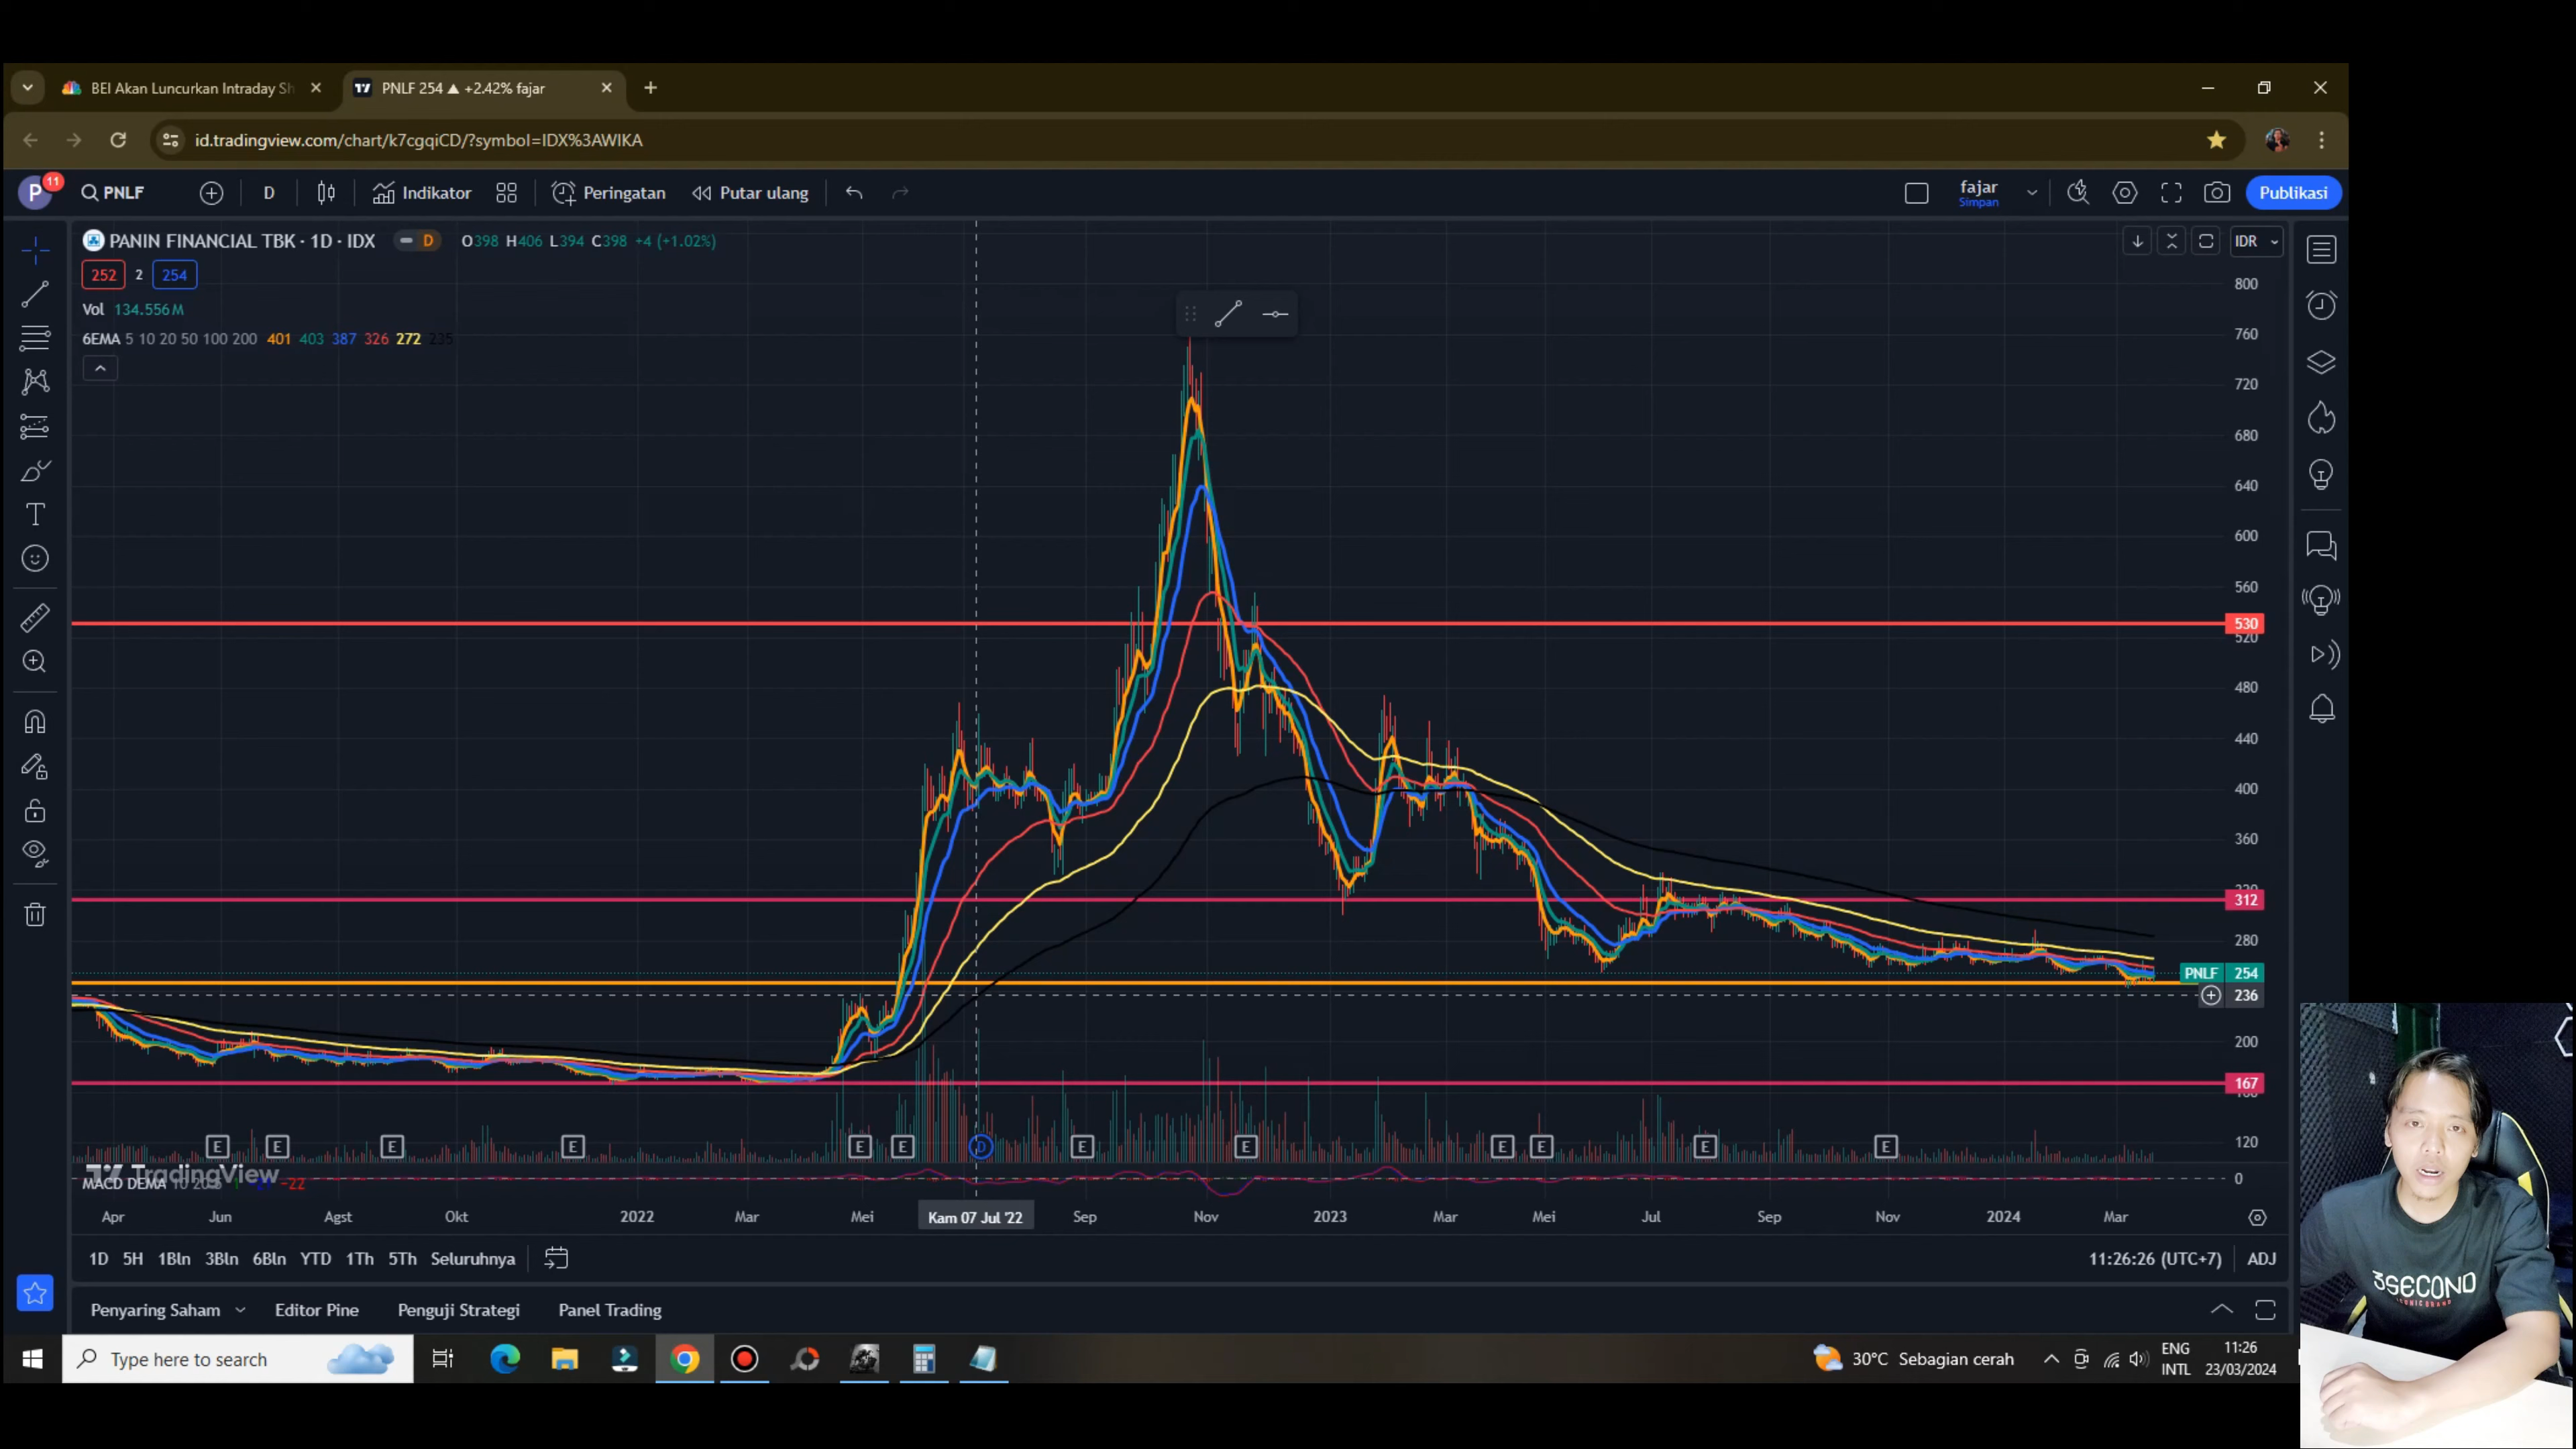 BEI Akan Luncurkan Intraday Sh
PNLF 254 ▲ +2.42% fajar
id.tradingview.com/chart/k7cgqiCD/?symbol=IDX%3AWIKA
P 11 PNLF D Indikator Peringatan Putar ulang fajar Simpan Publikasi
PANIN FINANCIAL TBK · 1D · IDX D O398 H406 L394 C398 +4 (+1.02%) IDR
252 2 254
Vol 134.556M
6EMA 5 10 20 50 100 200 401 403 387 326 272 235
800
760
720
680
640
600
560
530
520
480
440
400
360
320
312
280
PNLF 254
236
200
167
160
120
E E E E E E D E E E E E E
TradingView
MACD DEMA -22
0
Apr Jun Agst Okt 2022 Mar Mei Kam 07 Jul '22 Sep Nov 2023 Mar Mei Jul Sep Nov 2024 Mar
1D 5H 1Bln 3Bln 6Bln YTD 1Th 5Th Seluruhnya 11:26:26 (UTC+7) ADJ
Penyaring Saham Editor Pine Penguji Strategi Panel Trading
3SECOND
Type here to search 30°C Sebagian cerah ENG INTL 11:26 23/03/2024